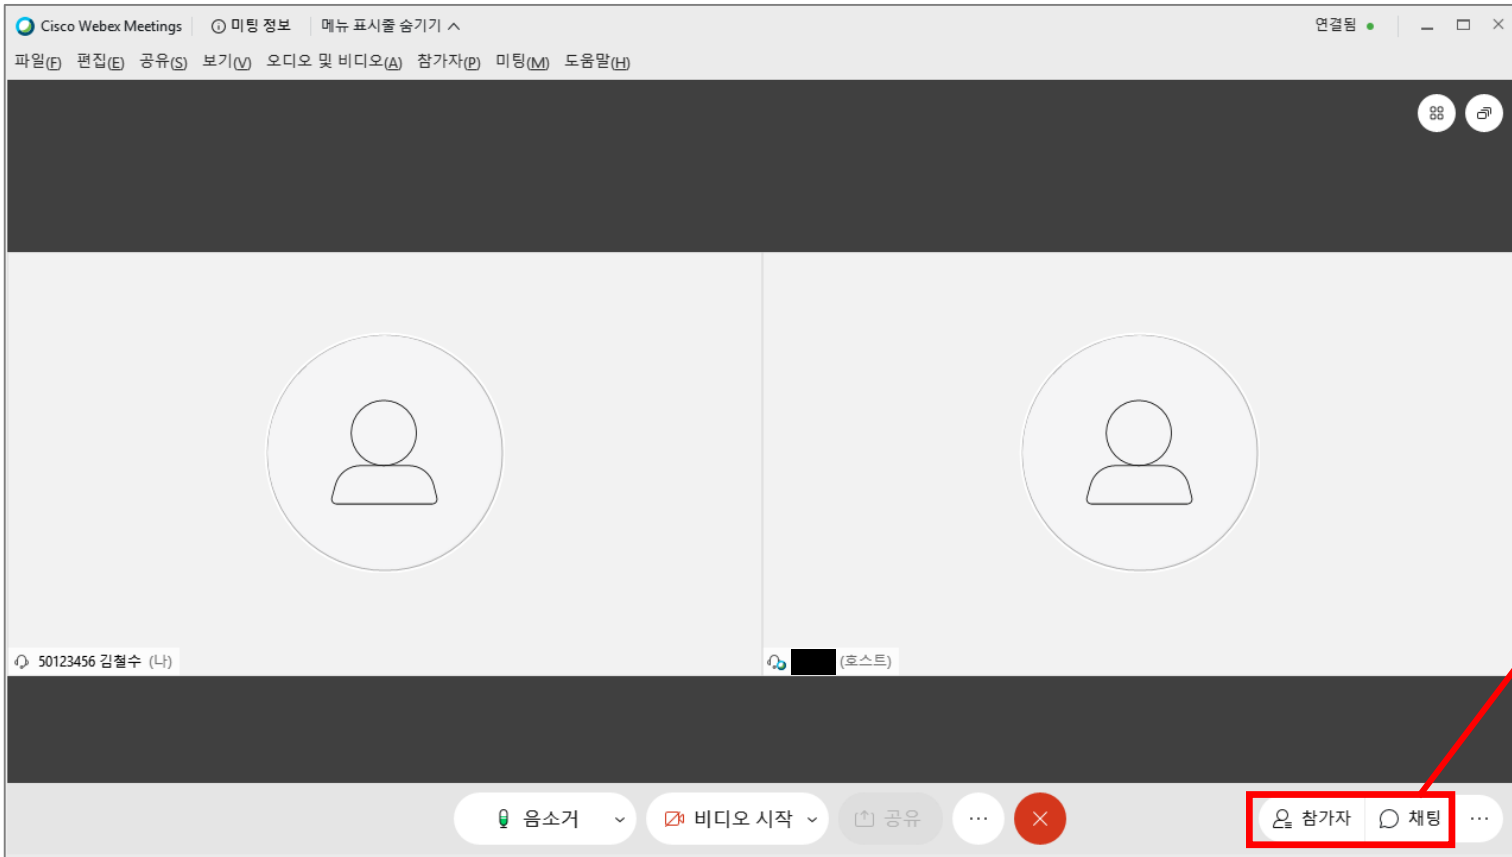 Cisco Webex Meetings ⓘ 미팅 정보 메뉴 표시줄 숨기기 연결됨
파일(F) 편집(E) 공유(S) 보기(V) 오디오 및 비디오(A) 참가자(P) 미팅(M) 도움말(H)
50123456 김철수 (나) (호스트)
음소거 비디오 시작 공유 ... 참가자 채팅 ...